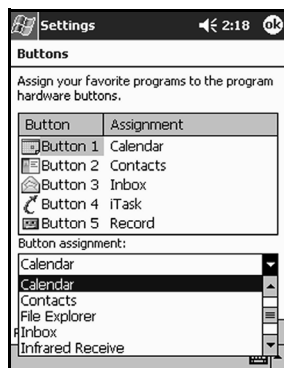 Settings 2:18 ok
Buttons
Assign your favorite programs to the program
hardware buttons.
Button Assignment
Button 1 Calendar
Button 2 Contacts
Button 3 Inbox
Button 4 iTask
Button 5 Record
Button assignment:
Calendar
Calendar
Contacts
File Explorer
Inbox
Infrared Receive